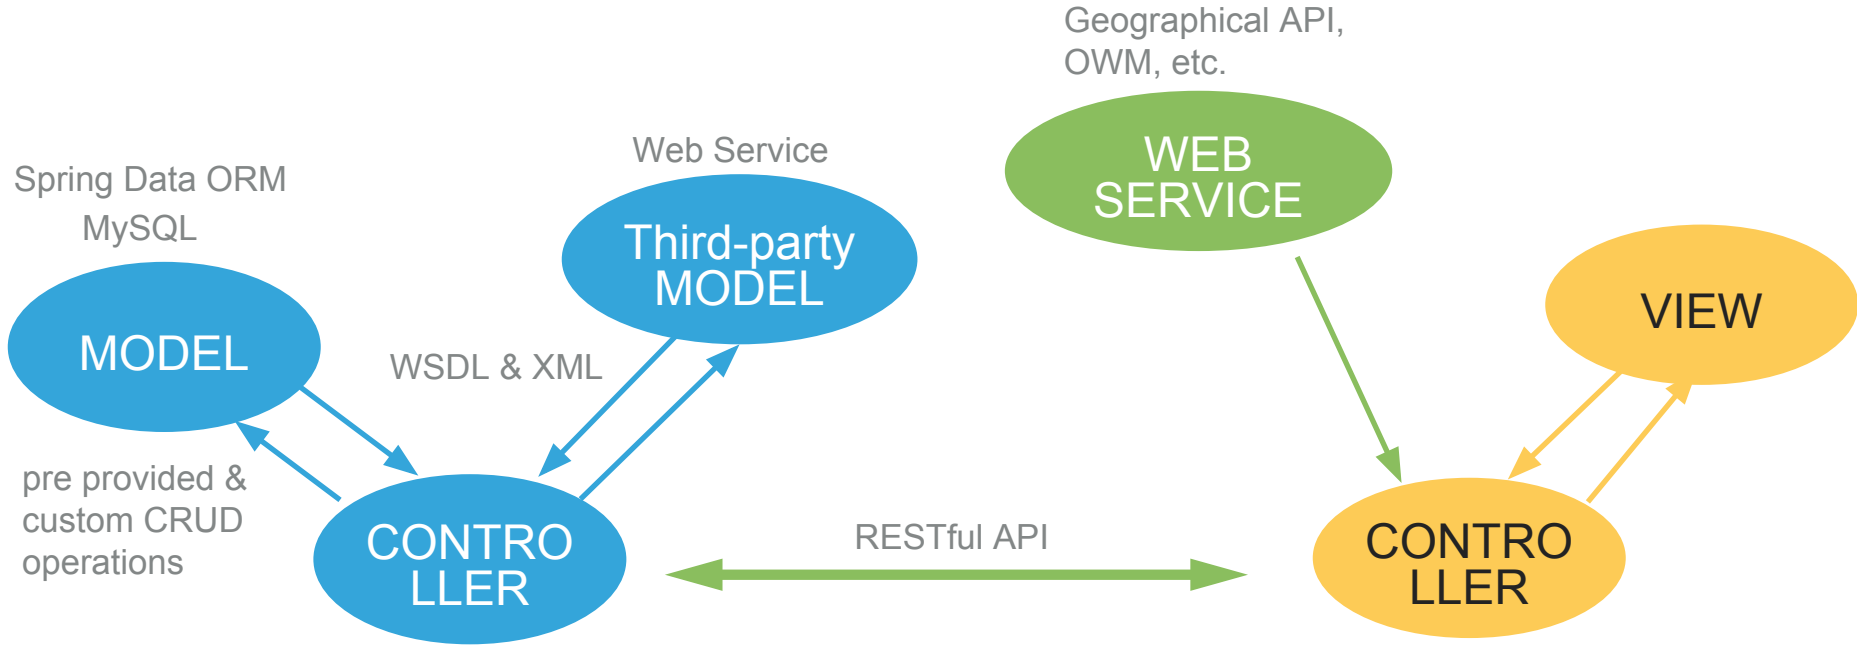 Geographical API,
OWM, etc.
WEB
SERVICE
Web Service
Third-party
MODEL
Spring Data ORM
MySQL
MODEL
VIEW
WSDL & XML
pre provided &
custom CRUD
operations
CONTRO
LLER
RESTful API
CONTRO
LLER